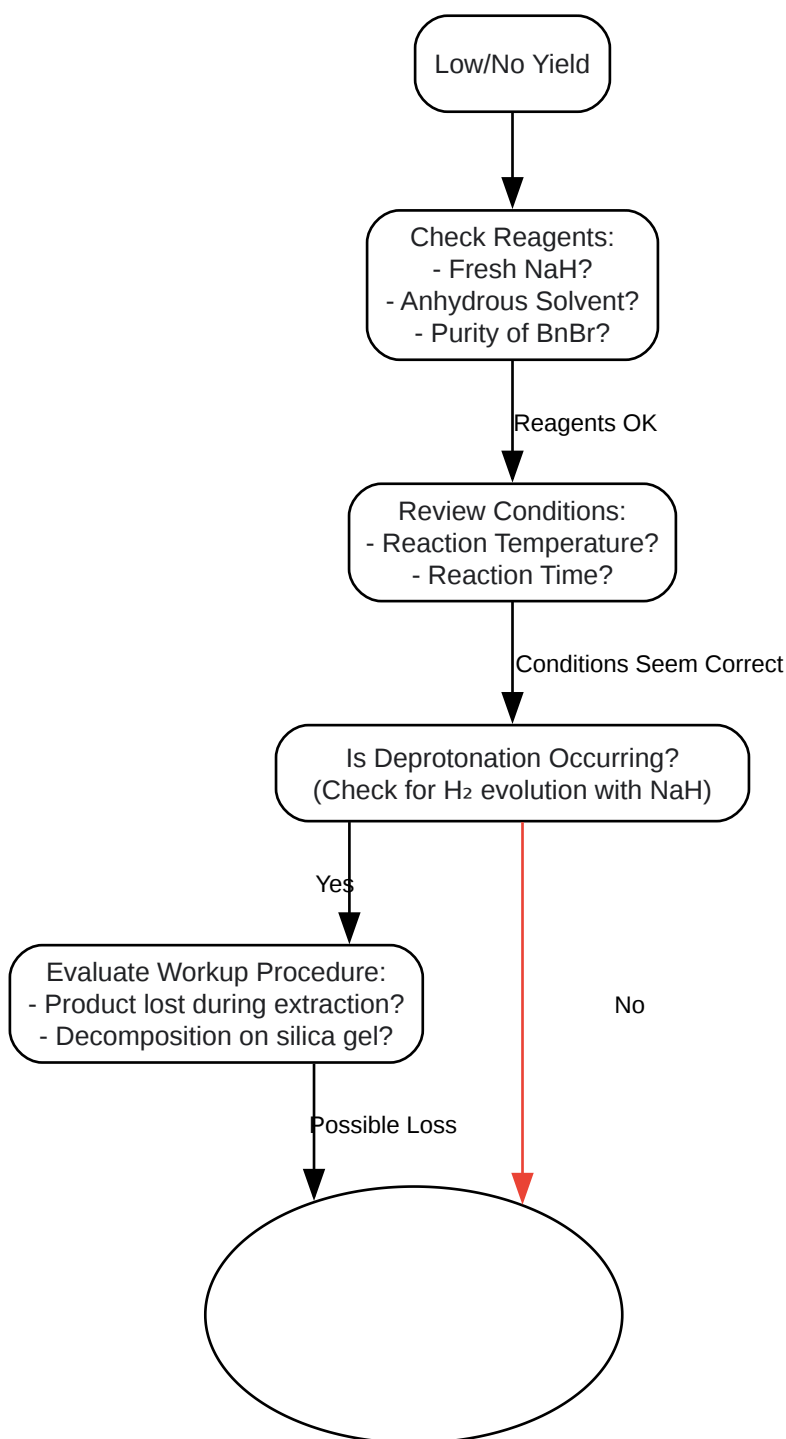 Low/No Yield
Check Reagents:
- Fresh NaH?
- Anhydrous Solvent?
- Purity of BnBr?
Reagents OK
Review Conditions:
- Reaction Temperature?
- Reaction Time?
Conditions Seem Correct
Is Deprotonation Occurring?
(Check for H₂ evolution with NaH)
Yes
Evaluate Workup Procedure:
- Product lost during extraction?
- Decomposition on silica gel?
No
Possible Loss